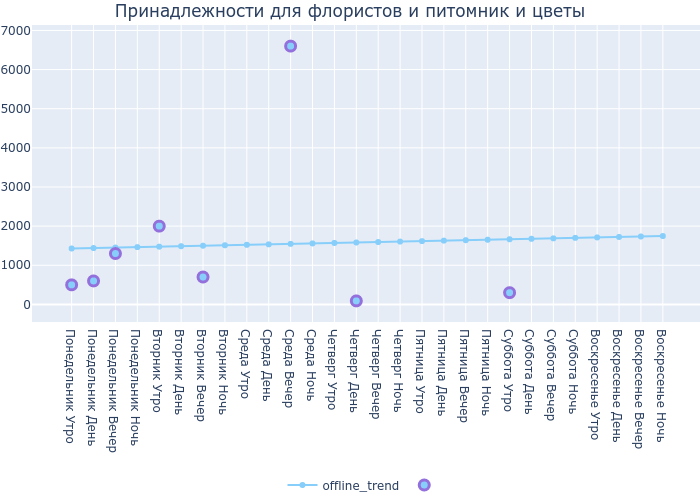 Принадлежности для флористов и питомник и цветы
7000
6000
5000
4000
3000
2000
1000
0
Понедельник Утро
Понедельник День
Понедельник Вечер
Понедельник Ночь
Вторник Утро
Вторник День
Вторник Вечер
Вторник Ночь
Среда Утро
Среда День
Среда Вечер
Среда Ночь
Четверг Утро
Четверг День
Четверг Вечер
Четверг Ночь
Пятница Утро
Пятница День
Пятница Вечер
Пятница Ночь
Суббота Утро
Суббота День
Суббота Вечер
Суббота Ночь
Воскресенье Утро
Воскресенье День
Воскресенье Вечер
Воскресенье Ночь
offline_trend